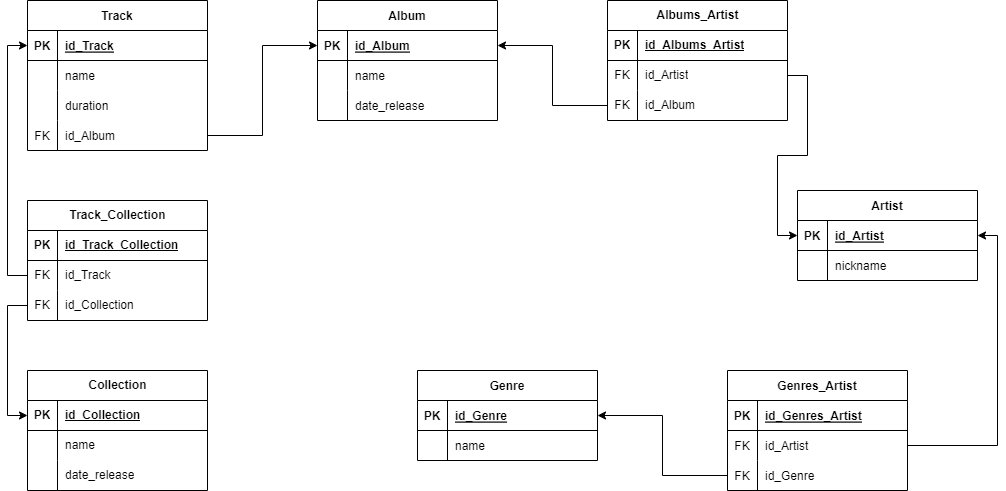 Track
PK id_Track
name
duration
FK id_Album
Album
PK id_Album
name
date_release
Albums_Artist
PK id_Albums_Artist
FK id_Artist
FK id_Album
Artist
PK id_Artist
nickname
Track_Collection
PK id_Track_Collection
FK id_Track
FK id_Collection
Collection
PK id_Collection
name
date_release
Genre
PK id_Genre
name
Genres_Artist
PK id_Genres_Artist
FK id_Artist
FK id_Genre